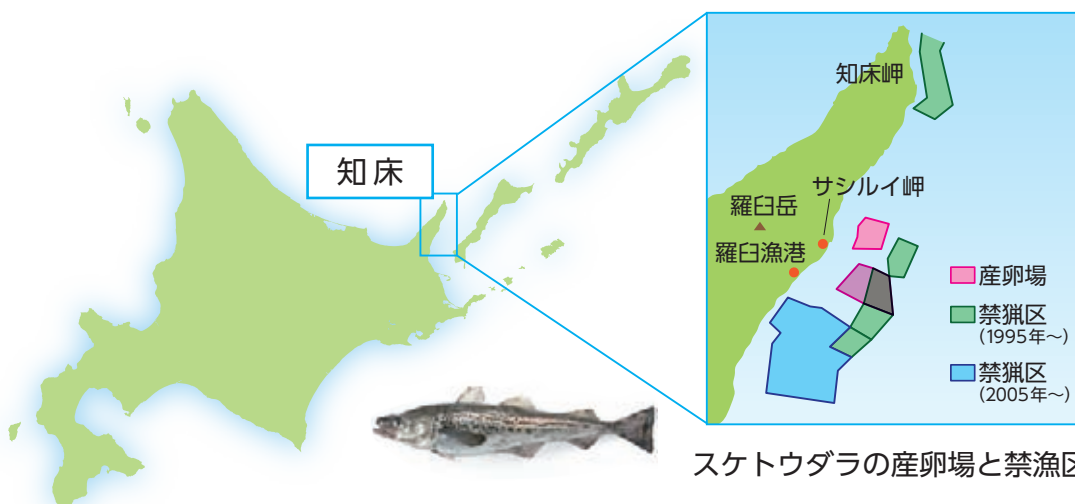 知床
知床岬
サシルイ岬
羅臼岳
羅臼漁港
産卵場
禁猟区
(1995年〜)
禁猟区
(2005年〜)
スケトウダラの産卵場と禁漁区